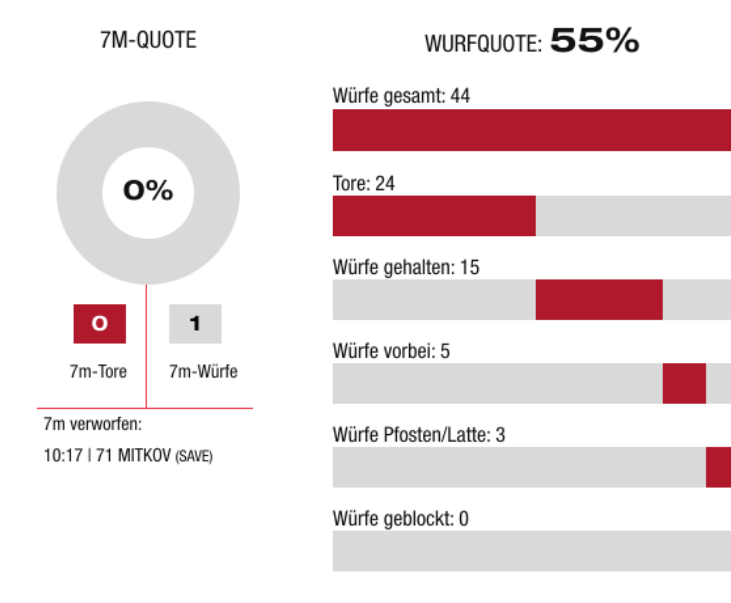 7M-QUOTE
0%
0
1
7m-Tore
7m-Würfe
7m verworfen:
10:17 | 71 MITKOV (SAVE)
WURFQUOTE: 55%
Würfe gesamt: 44
Tore: 24
Würfe gehalten: 15
Würfe vorbei: 5
Würfe Pfosten/Latte: 3
Würfe geblockt: 0